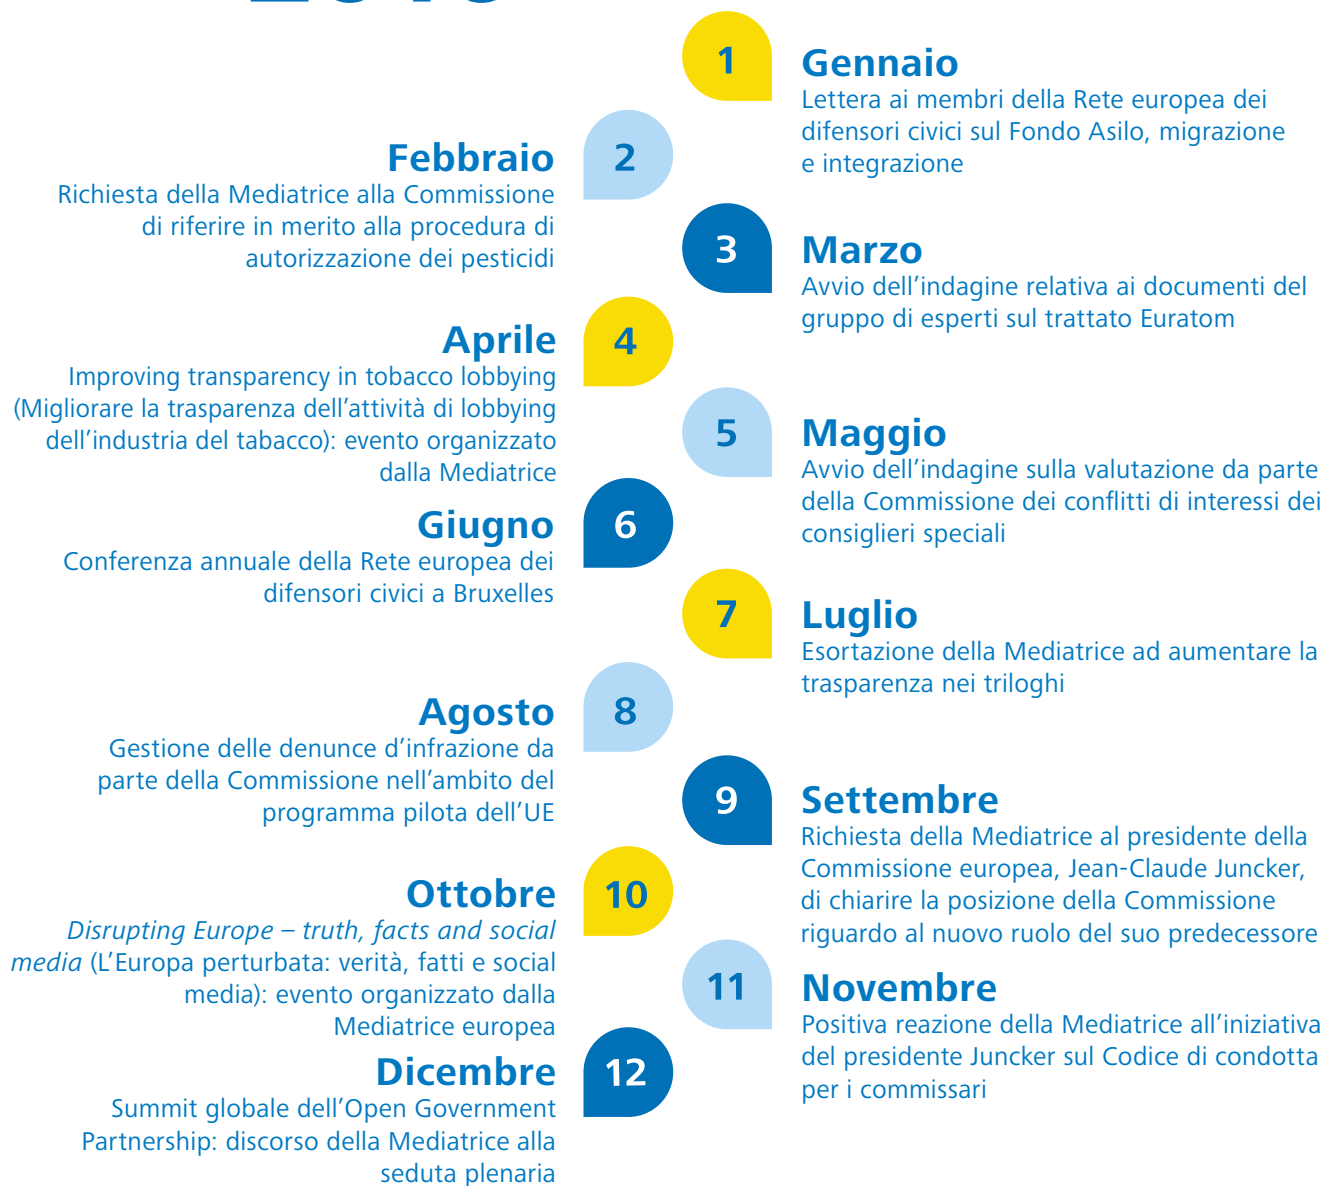 1
Gennaio
Lettera ai membri della Rete europea dei
difensori civici sul Fondo Asilo, migrazione
e integrazione
2
Febbraio
Richiesta della Mediatrice alla Commissione
di riferire in merito alla procedura di
autorizzazione dei pesticidi
3
Marzo
Avvio dell’indagine relativa ai documenti del
gruppo di esperti sul trattato Euratom
4
Aprile
Improving transparency in tobacco lobbying
(Migliorare la trasparenza dell’attività di lobbying
dell’industria del tabacco): evento organizzato
dalla Mediatrice
5
Maggio
Avvio dell’indagine sulla valutazione da parte
della Commissione dei conflitti di interessi dei
consiglieri speciali
6
Giugno
Conferenza annuale della Rete europea dei
difensori civici a Bruxelles
7
Luglio
Esortazione della Mediatrice ad aumentare la
trasparenza nei triloghi
8
Agosto
Gestione delle denunce d’infrazione da
parte della Commissione nell’ambito del
programma pilota dell’UE
9
Settembre
Richiesta della Mediatrice al presidente della
Commissione europea, Jean-Claude Juncker,
di chiarire la posizione della Commissione
riguardo al nuovo ruolo del suo predecessore
10
Ottobre
Disrupting Europe – truth, facts and social
media (L’Europa perturbata: verità, fatti e social
media): evento organizzato dalla
Mediatrice europea
11
Novembre
Positiva reazione della Mediatrice all’iniziativa
del presidente Juncker sul Codice di condotta
per i commissari
12
Dicembre
Summit globale dell’Open Government
Partnership: discorso della Mediatrice alla
seduta plenaria